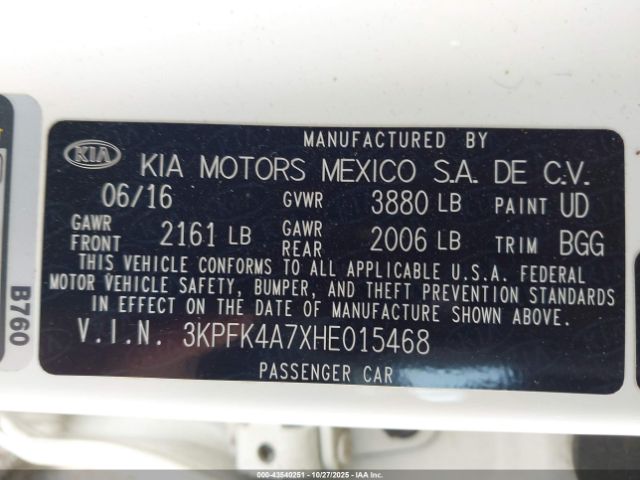 MANUFACTURED BY
KIA KIA MOTORS MEXICO S.A. DE C.V.
06/16 GVWR 3880 LB PAINT UD
GAWR FRONT 2161 LB GAWR REAR 2006 LB TRIM BGG
THIS VEHICLE CONFORMS TO ALL APPLICABLE U.S.A. FEDERAL
MOTOR VEHICLE SAFETY, BUMPER, AND THEFT PREVENTION STANDARDS
IN EFFECT ON THE DATE OF MANUFACTURE SHOWN ABOVE
V.I.N. 3KPFK4A7XHE015468
PASSENGER CAR
B760
000-43540251 - 10/27/2025 - IAAI, Inc.